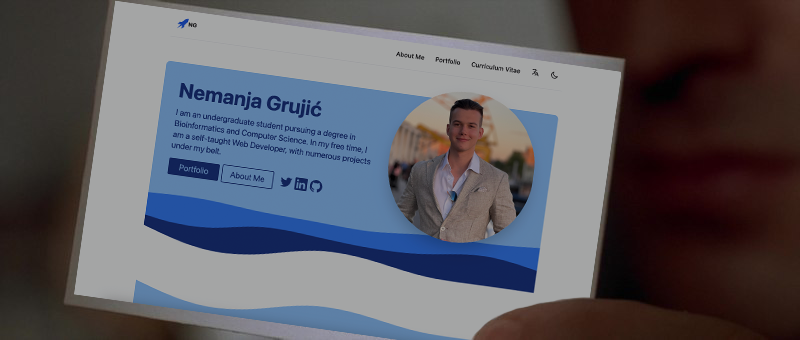 NG
About Me Portfolio Curriculum Vitae
Nemanja Grujić
I am an undergraduate student pursuing a degree in
Bioinformatics and Computer Science. In my free time, I
am a self-taught Web Developer, with numerous projects
under my belt.
Portfolio About Me